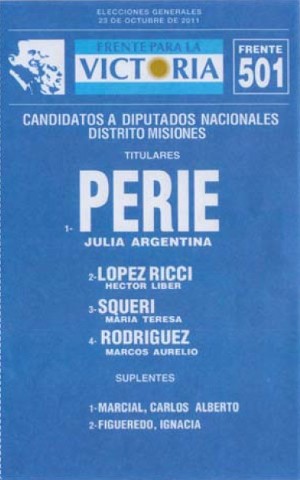 ELECCIONES GENERALES
23 DE OCTUBRE DE 2011
FRENTE PARA LA
VICTORIA
FRENTE
501
CANDIDATOS A DIPUTADOS NACIONALES
DISTRITO MISIONES
TITULARES
1- PERIE
JULIA ARGENTINA
2-LOPEZ RICCI
HECTOR LIBER
3-SQUERI
MARIA TERESA
4- RODRIGUEZ
MARCOS AURELIO
SUPLENTES
1-MARCIAL, CARLOS ALBERTO
2-FIGUEREDO, IGNACIA